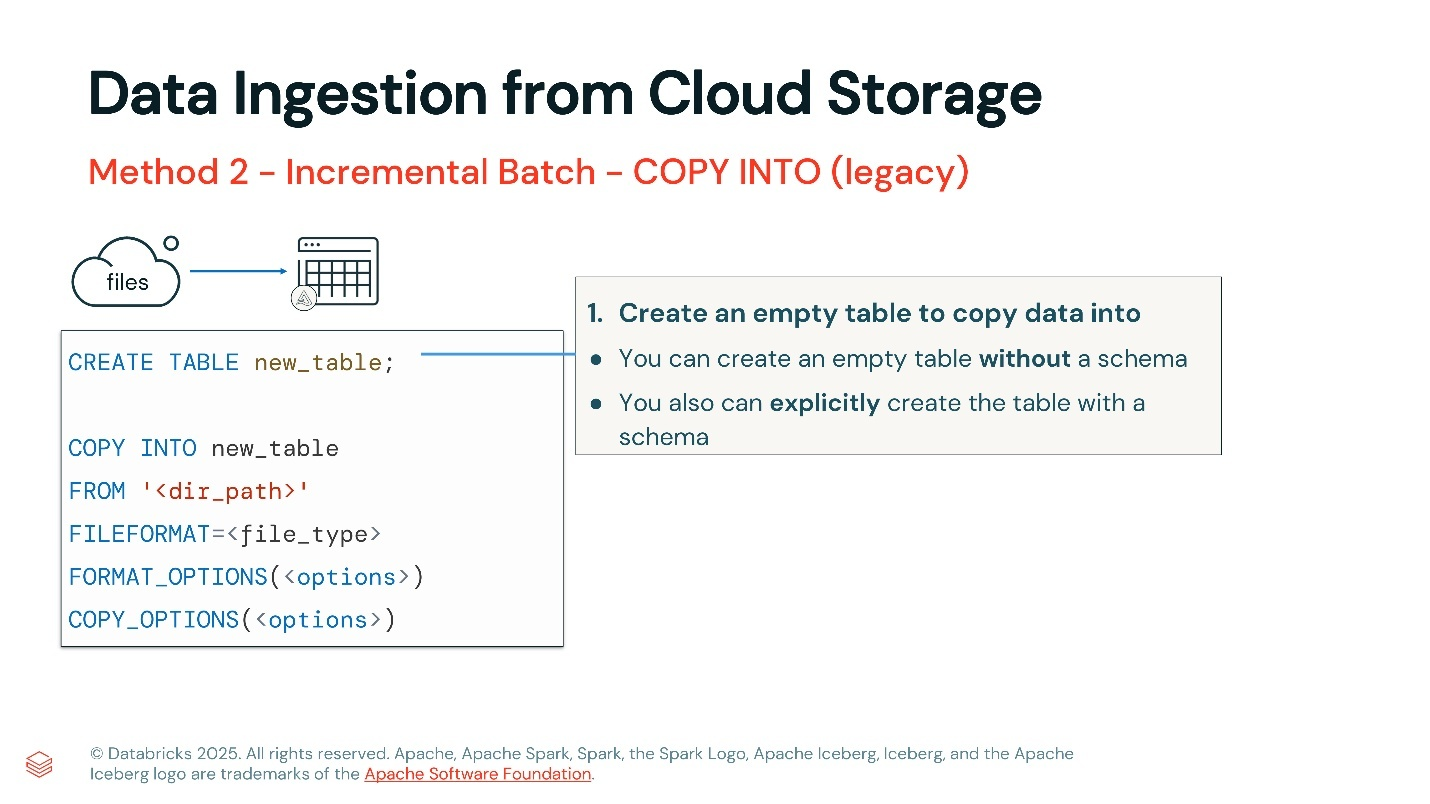 Data Ingestion from Cloud Storage
Method 2 – Incremental Batch – COPY INTO (legacy)
files
CREATE TABLE new_table;
COPY INTO new_table
FROM '<dir_path>'
FILEFORMAT=<file_type>
FORMAT_OPTIONS(<options>)
COPY_OPTIONS(<options>)
1. Create an empty table to copy data into
● You can create an empty table without a schema
● You also can explicitly create the table with a
schema
© Databricks 2025. All rights reserved. Apache, Apache Spark, Spark, the Spark Logo, Apache Iceberg, Iceberg, and the Apache
Iceberg logo are trademarks of the Apache Software Foundation.